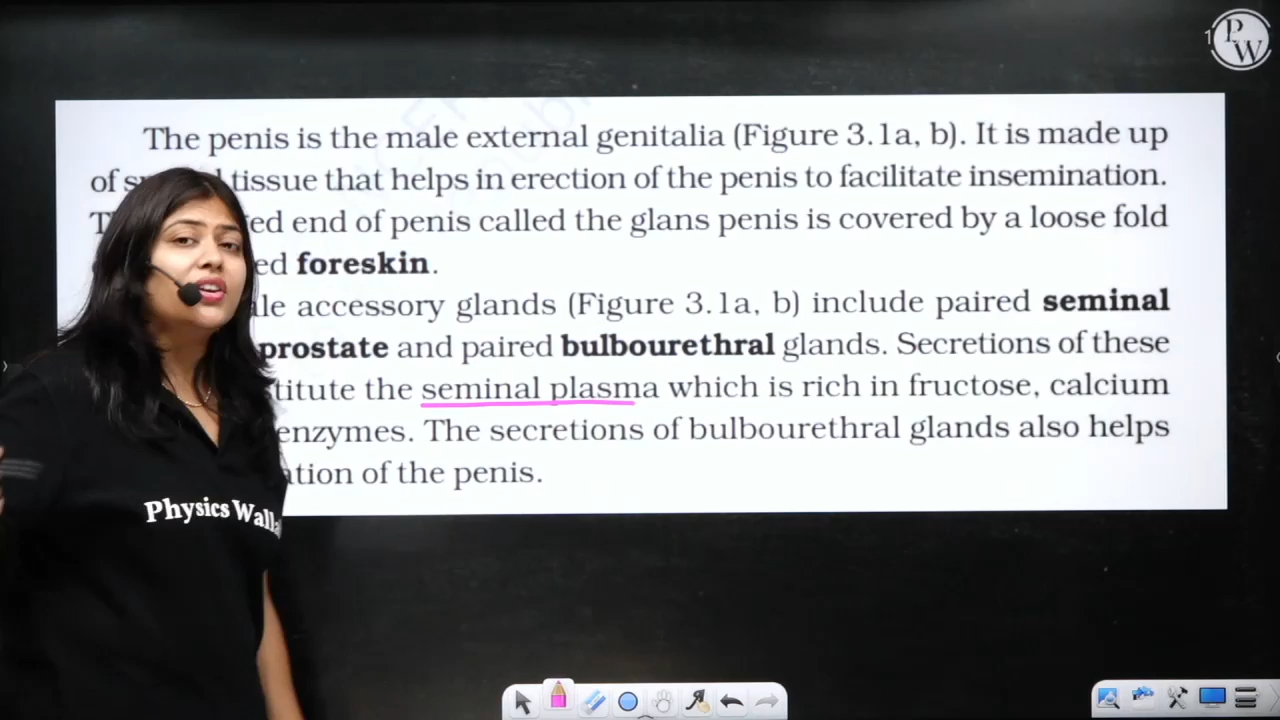 PW
The penis is the male external genitalia (Figure 3.1a, b). It is made up
of tissue that helps in erection of the penis to facilitate insemination.
ed end of penis called the glans penis is covered by a loose fold
ed foreskin.
le accessory glands (Figure 3.1a, b) include paired seminal
prostate and paired bulbourethral glands. Secretions of these
titute the seminal plasma which is rich in fructose, calcium
enzymes. The secretions of bulbourethral glands also helps
ation of the penis.
Physics Walla